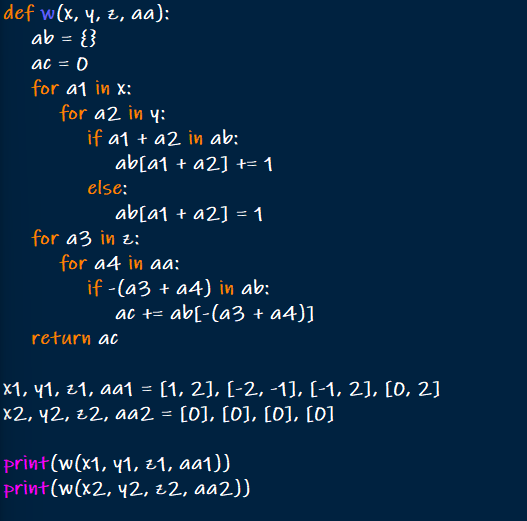 def w(x, y, z, aa):
    ab = {}
    ac = 0
    for a1 in x:
        for a2 in y:
            if a1 + a2 in ab:
                ab[a1 + a2] += 1
            else:
                ab[a1 + a2] = 1
    for a3 in z:
        for a4 in aa:
            if -(a3 + a4) in ab:
                ac += ab[-(a3 + a4)]
    return ac

x1, y1, z1, aa1 = [1, 2], [-2, -1], [-1, 2], [0, 2]
x2, y2, z2, aa2 = [0], [0], [0], [0]

print(w(x1, y1, z1, aa1))
print(w(x2, y2, z2, aa2))